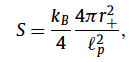 S = \frac{k_B}{4} \frac{4\pi r_+^2}{\ell_p^2},